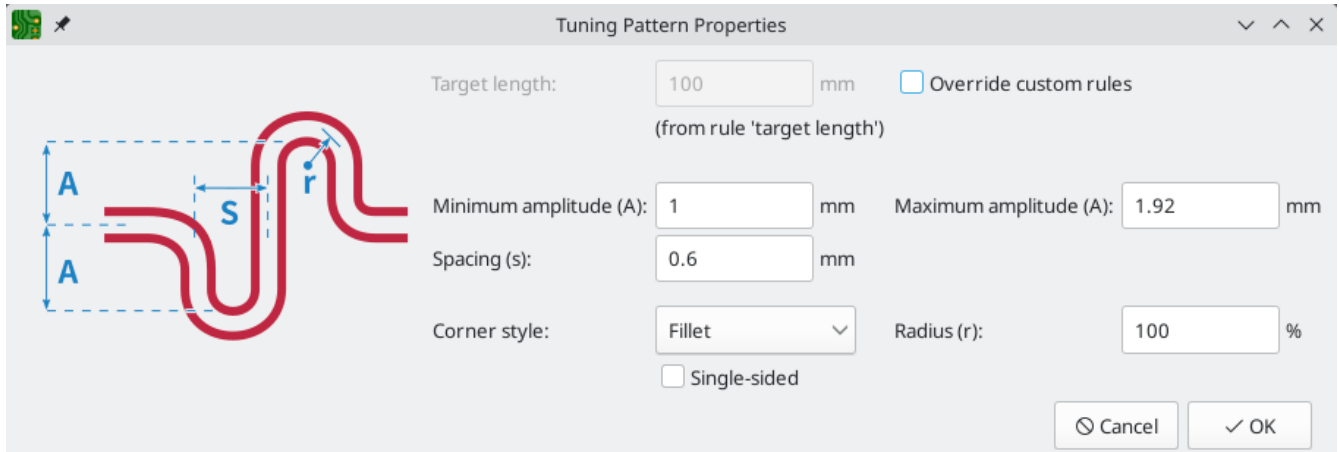 Tuning Pattern Properties
Target length: 100 mm Override custom rules
(from rule 'target length')
A
r
S
A
Minimum amplitude (A): 1 mm Maximum amplitude (A): 1.92 mm
Spacing (s): 0.6 mm
Corner style: Fillet Radius (r): 100 %
Single-sided
Cancel OK